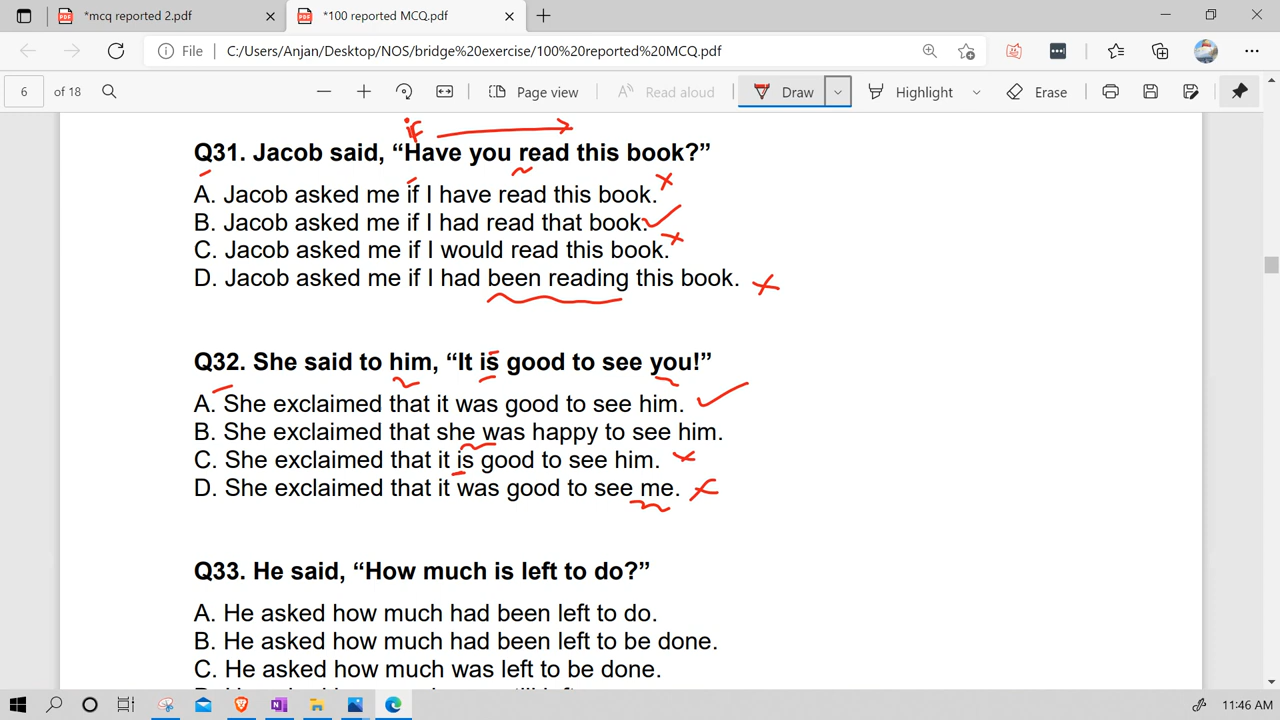 *mcq reported 2.pdf
*100 reported MCQ.pdf
File
C:/Users/Anjan/Desktop/NOS/bridge%20exercise/100%20reported%20MCQ.pdf
6 of 18
Page view
Read aloud
Draw
Highlight
Erase
if
Q31. Jacob said, “Have you read this book?”
A. Jacob asked me if I have read this book.
B. Jacob asked me if I had read that book.
C. Jacob asked me if I would read this book.
D. Jacob asked me if I had been reading this book.
Q32. She said to him, “It is good to see you!”
A. She exclaimed that it was good to see him.
B. She exclaimed that she was happy to see him.
C. She exclaimed that it is good to see him.
D. She exclaimed that it was good to see me.
Q33. He said, “How much is left to do?”
A. He asked how much had been left to do.
B. He asked how much had been left to be done.
C. He asked how much was left to be done.
11:46 AM